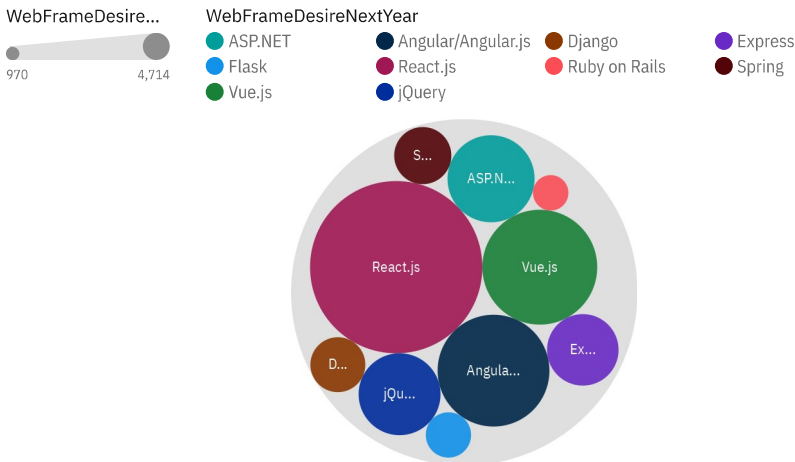 WebFrameDesire...
970
4,714
WebFrameDesireNextYear
ASP.NET
Angular/Angular.js
Django
Express
Flask
React.js
Ruby on Rails
Spring
Vue.js
jQuery
S...
ASP.N...
React.js
Vue.js
Ex...
D...
Angula...
jQu...